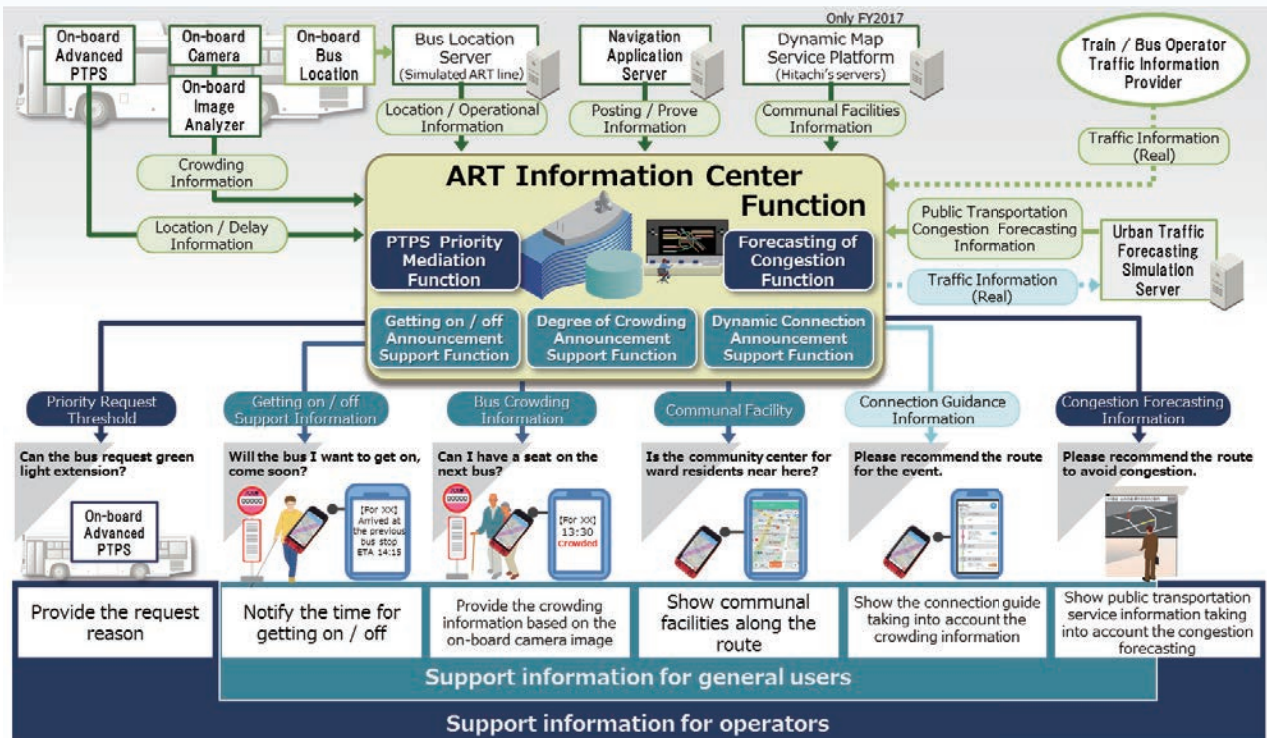 Only FY2017
On-board
Advanced
PTPS
On-board
Camera
On-board
Image
Analyzer
On-board
Bus
Location
Bus Location
Server
(Simulated ART line)
Navigation
Application
Server
Dynamic Map
Service Platform
(Hitachi's servers)
Train / Bus Operator
Traffic Information
Provider
Location / Operational
Information
Posting / Prove
Information
Communal Facilities
Information
Traffic Information
(Real)
Crowding
Information
Location / Delay
Information
ART Information Center
Function
PTPS Priority
Mediation
Function
Forecasting of
Congestion
Function
Public Transportation
Congestion Forecasting
Information
Urban Traffic
Forecasting
Simulation
Server
Traffic Information
(Real)
Getting on / off
Announcement
Support Function
Degree of Crowding
Announcement
Support Function
Dynamic Connection
Announcement
Support Function
Priority Request
Threshold
Getting on / off
Support Information
Bus Crowding
Information
Communal Facility
Connection Guidance
Information
Congestion Forecasting
Information
Can the bus request green
light extension?
Will the bus I want to get on,
come soon?
Can I have a seat on the
next bus?
Is the community center for
ward residents near here?
Please recommend the route
for the event.
Please recommend the route
to avoid congestion.
On-board
Advanced
PTPS
[For XX]
Arrived at
the previous
bus stop
ETA 14:15
[For XX]
13:30
Crowded
Provide the request
reason
Notify the time for
getting on / off
Provide the crowding
information based on the
on-board camera image
Show communal
facilities along the
route
Show the connection guide
taking into account the
crowding information
Show public transportation
service information taking
into account the congestion
forecasting
Support information for general users
Support information for operators